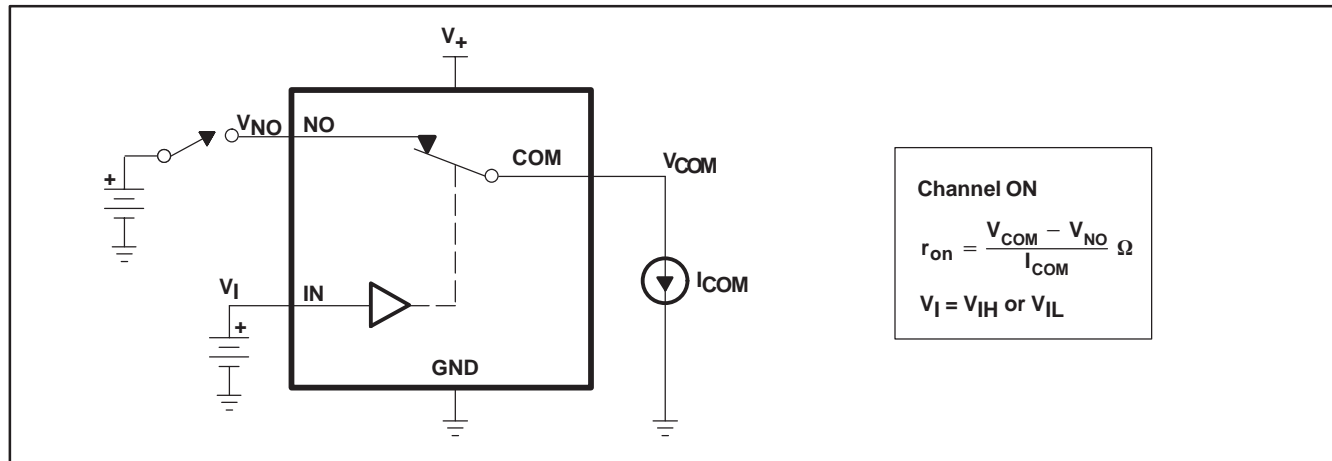 V+
VNO NO
COM VCOM
+
VI IN
ICOM
+
GND
Channel ON
ron = VCOM − VNO / ICOM Ω
VI = VIH or VIL